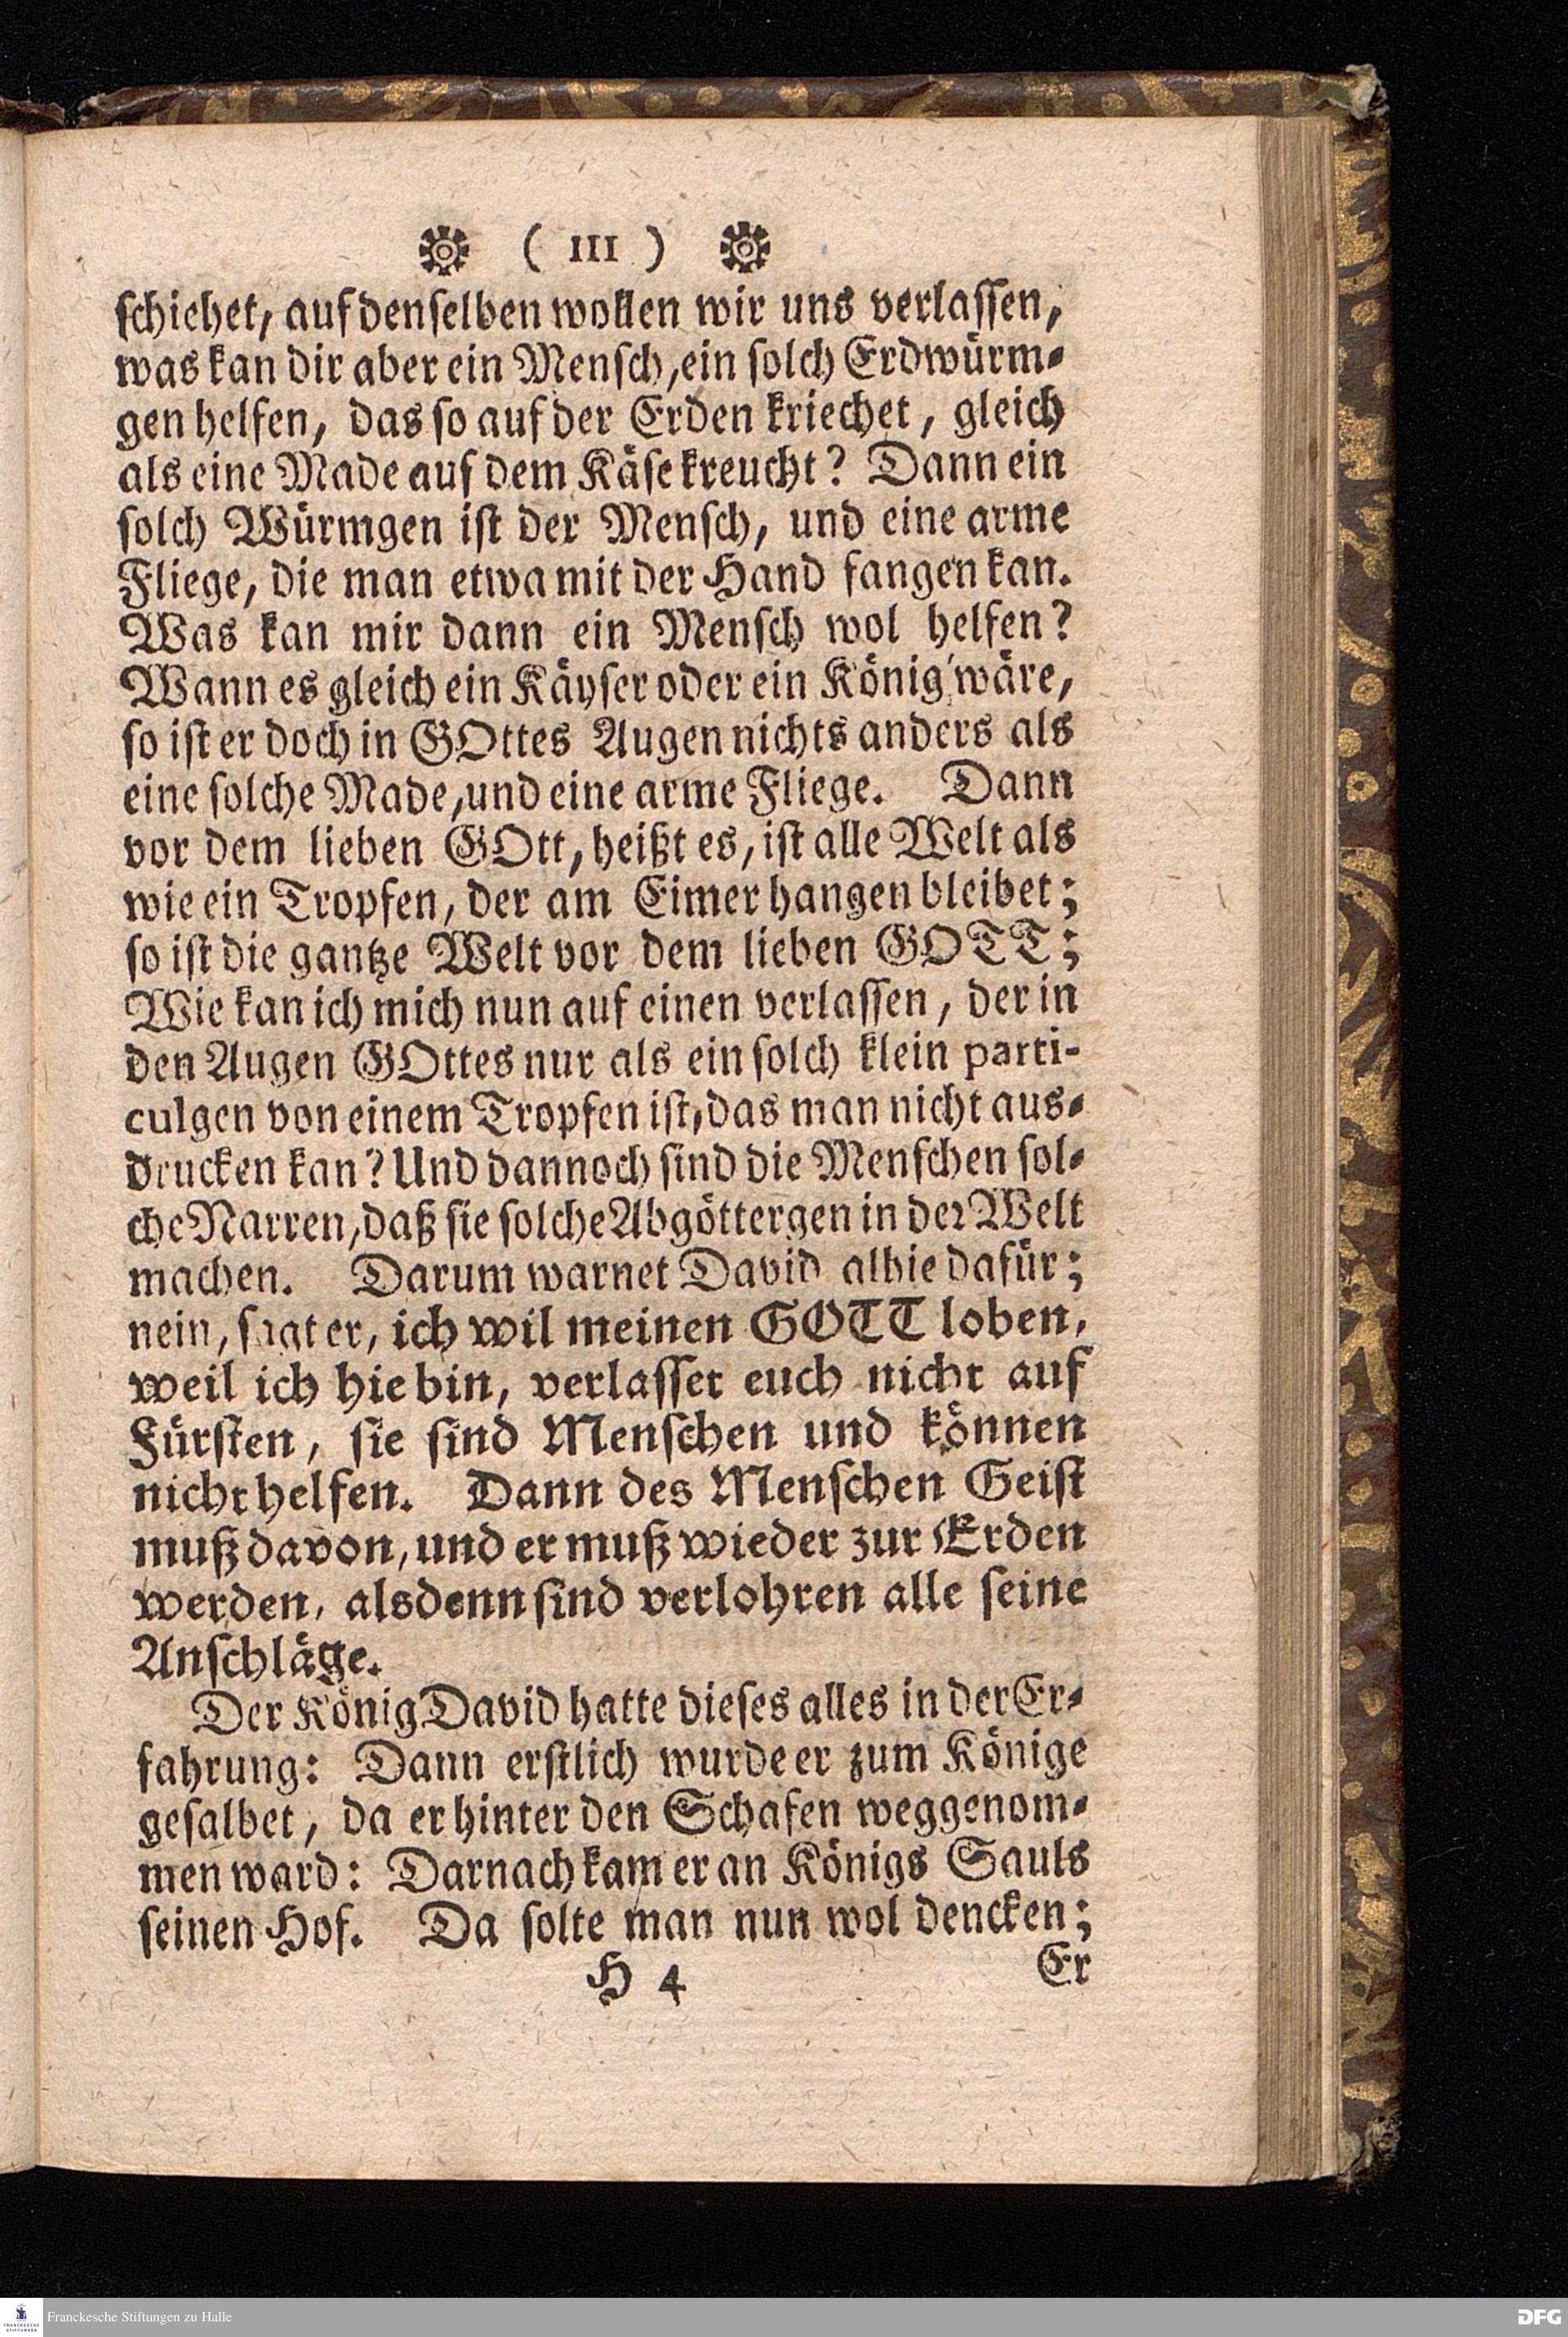 ( 111 )
ſchiehet, auf denſelben wollen wir uns verlaſſen,
was kan dir aber ein Menſch, ein ſolch Erdwürm-
gen helfen, das ſo auf der Erden kriechet, gleich
als eine Made auf dem Käſe kreucht? Dann ein
ſolch Würmgen iſt der Menſch, und eine arme
Fliege, die man etwa mit der Hand fangen kan.
Was kan mir dann ein Menſch wol helfen?
Wann es gleich ein Käyſer oder ein König wäre,
ſo iſt er doch in GOttes Augen nichts anders als
eine ſolche Made, und eine arme Fliege. Dann
vor dem lieben GOtt, heißt es, iſt alle Welt als
wie ein Tropfen, der am Eimer hangen bleibet;
ſo iſt die gantze Welt vor dem lieben GOTT;
Wie kan ich mich nun auf einen verlaſſen, der in
den Augen GOttes nur als ein ſolch klein parti-
culgen von einem Tropfen iſt, das man nicht aus-
drucken kan? Und dannoch ſind die Menſchen ſol-
che Narren, daß ſie ſolche Abgöttergen in der Welt
machen. Darum warnet David alhie dafür;
nein, ſagt er, ich wil meinen GOTT loben,
weil ich hie bin, verlaſſet euch nicht auf
Fürſten, ſie ſind Menſchen und können
nicht helfen. Dann des Menſchen Geiſt
muß davon, und er muß wieder zur Erden
werden, alsdenn ſind verlohren alle ſeine
Anſchläge.
Der König David hatte dieſes alles in der Er-
fahrung: Dann erſtlich wurde er zum Könige
geſalbet, da er hinter den Schafen weggenom-
men ward: Darnach kam er an Königs Sauls
ſeinen Hof. Da ſolte man nun wol dencken;
H 4
Er
Franckesche Stiftungen zu Halle
DFG